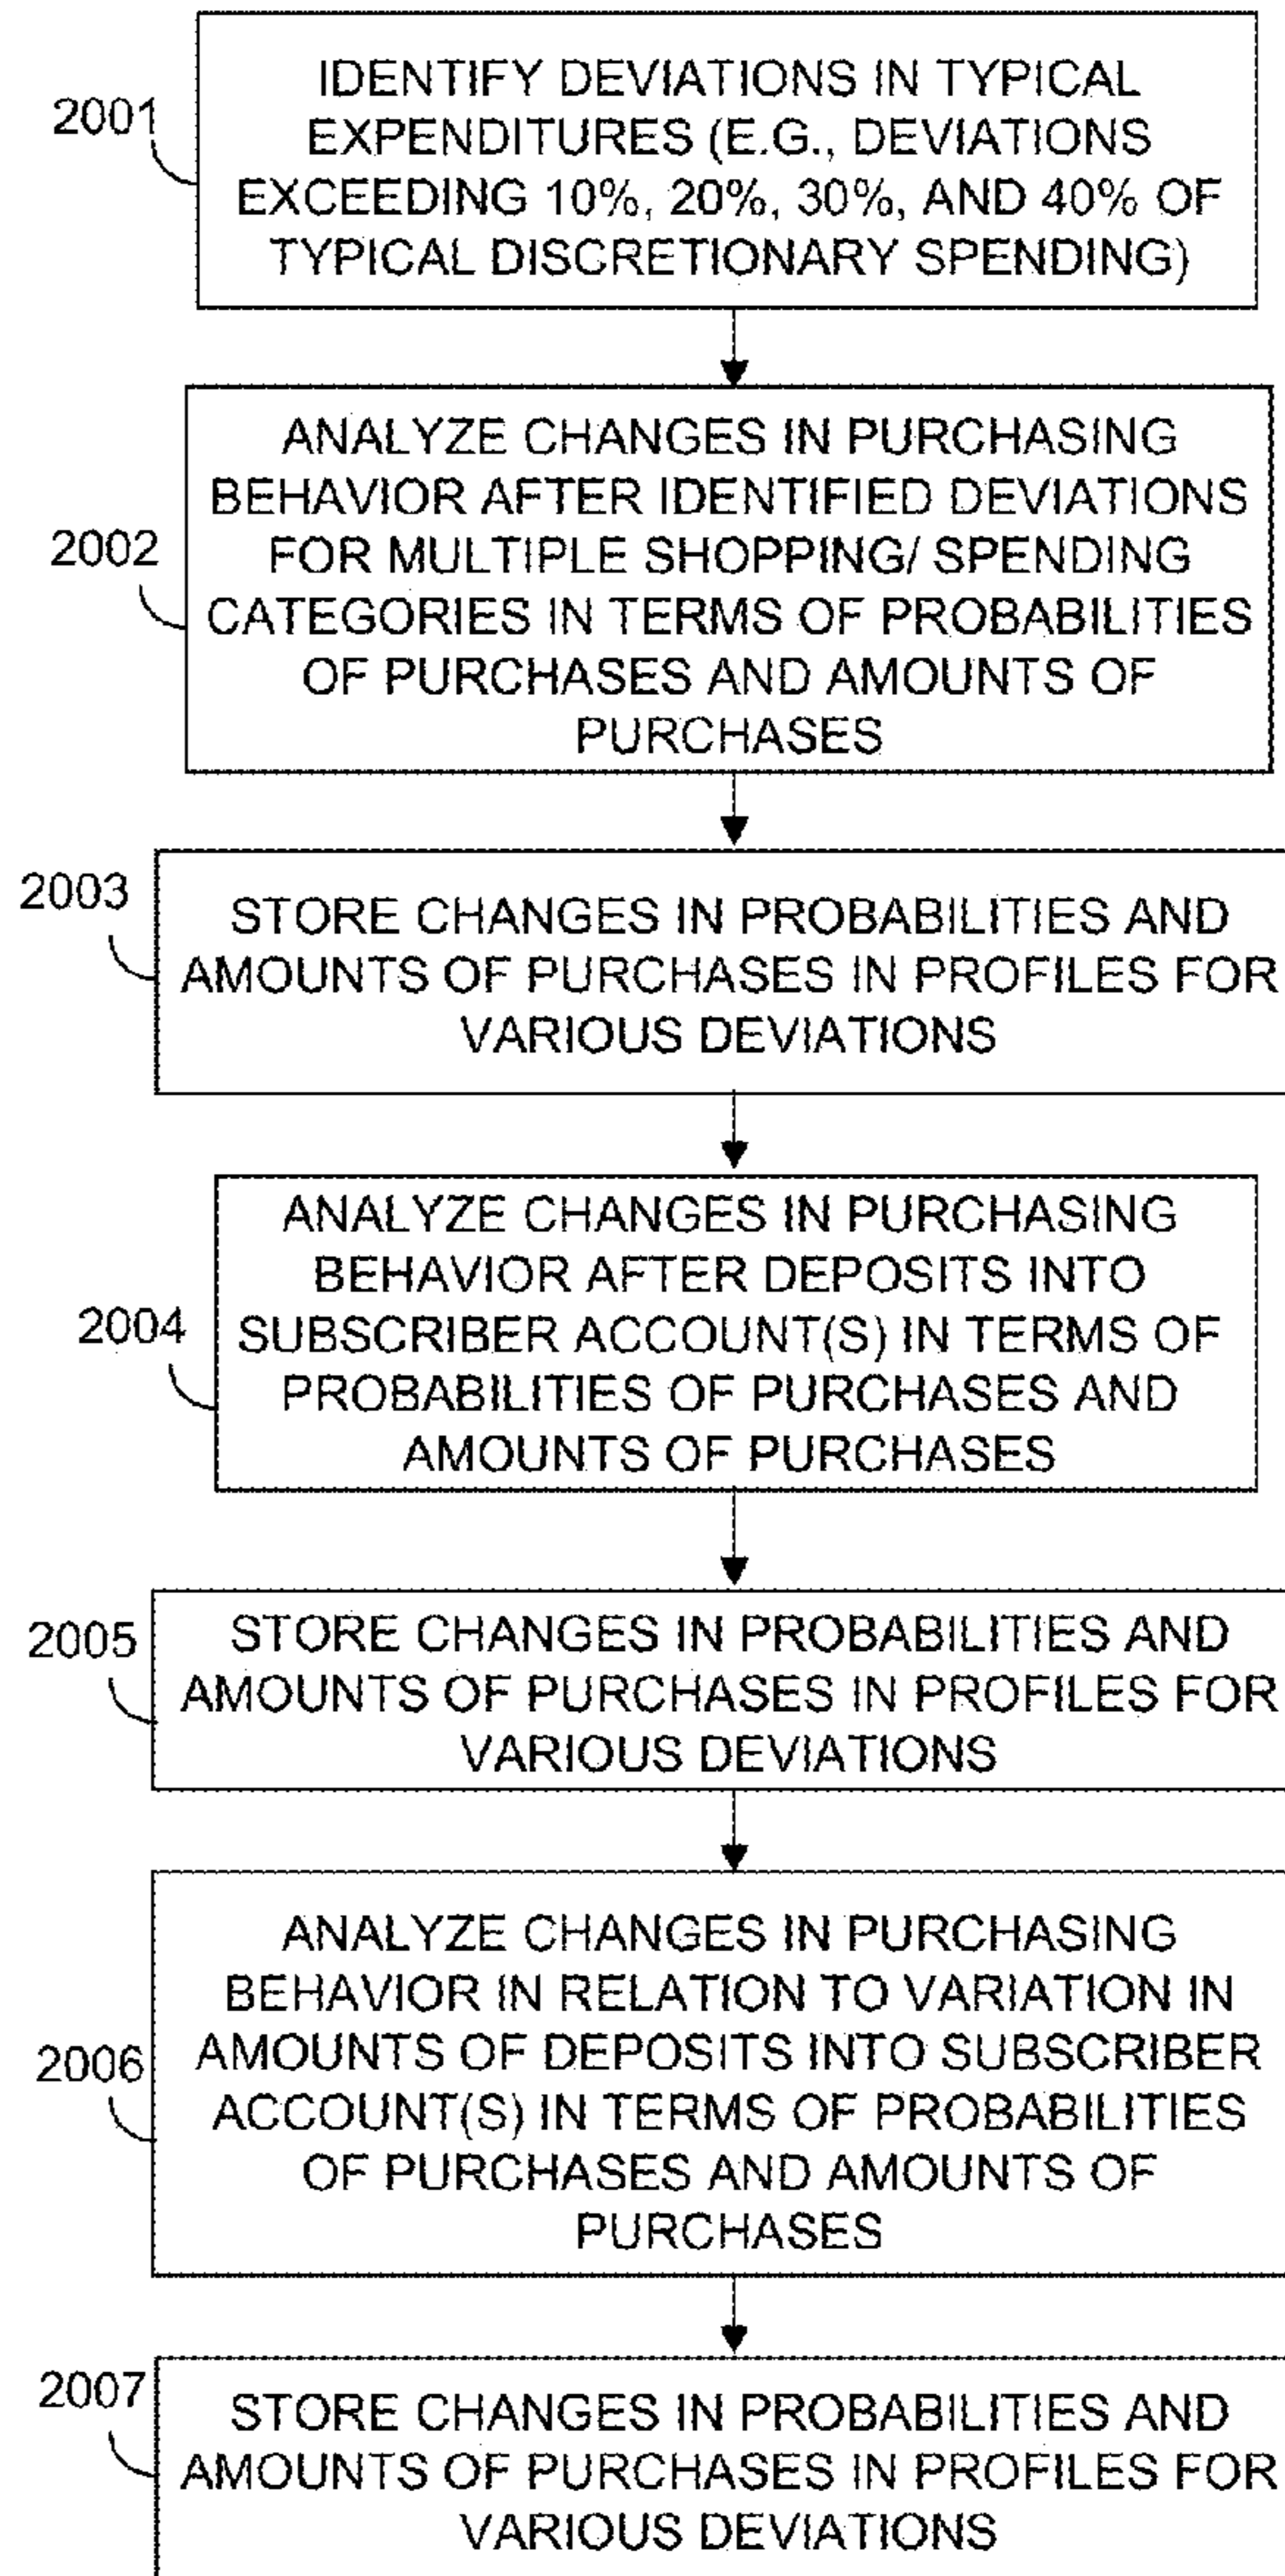 2001
IDENTIFY DEVIATIONS IN TYPICAL
EXPENDITURES (E.G., DEVIATIONS
EXCEEDING 10%, 20%, 30%, AND 40% OF
TYPICAL DISCRETIONARY SPENDING)
2002
ANALYZE CHANGES IN PURCHASING
BEHAVIOR AFTER IDENTIFIED DEVIATIONS
FOR MULTIPLE SHOPPING/ SPENDING
CATEGORIES IN TERMS OF PROBABILITIES
OF PURCHASES AND AMOUNTS OF
PURCHASES
2003
STORE CHANGES IN PROBABILITIES AND
AMOUNTS OF PURCHASES IN PROFILES FOR
VARIOUS DEVIATIONS
2004
ANALYZE CHANGES IN PURCHASING
BEHAVIOR AFTER DEPOSITS INTO
SUBSCRIBER ACCOUNT(S) IN TERMS OF
PROBABILITIES OF PURCHASES AND
AMOUNTS OF PURCHASES
2005
STORE CHANGES IN PROBABILITIES AND
AMOUNTS OF PURCHASES IN PROFILES FOR
VARIOUS DEVIATIONS
2006
ANALYZE CHANGES IN PURCHASING
BEHAVIOR IN RELATION TO VARIATION IN
AMOUNTS OF DEPOSITS INTO SUBSCRIBER
ACCOUNT(S) IN TERMS OF PROBABILITIES
OF PURCHASES AND AMOUNTS OF
PURCHASES
2007
STORE CHANGES IN PROBABILITIES AND
AMOUNTS OF PURCHASES IN PROFILES FOR
VARIOUS DEVIATIONS